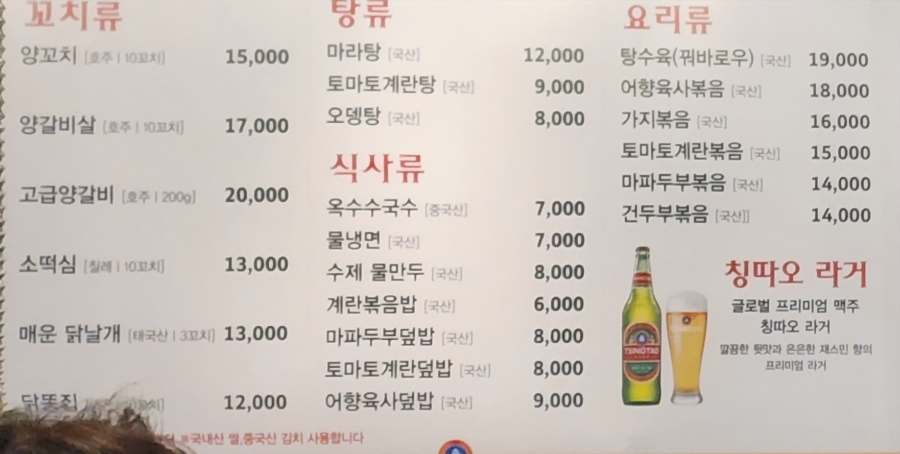 꼬치류
양꼬치 [호주 | 10꼬치] 15,000
양갈비살 [호주 | 10꼬치] 17,000
고급양갈비 [호주 | 200g] 20,000
소떡심 [칠레 | 10꼬치] 13,000
매운 닭날개 [태국산 | 3꼬치] 13,000
닭똥집 12,000
탕류
마라탕 [국산] 12,000
토마토계란탕 [국산] 9,000
오뎅탕 [국산] 8,000
식사류
옥수수국수 [중국산] 7,000
물냉면 [국산] 7,000
수제 물만두 [국산] 8,000
계란볶음밥 [국산] 6,000
마파두부덮밥 [국산] 8,000
토마토계란덮밥 [국산] 8,000
어향육사덮밥 [국산] 9,000
요리류
탕수육(꿔바로우) [국산] 19,000
어향육사볶음 [국산] 18,000
가지볶음 [국산] 16,000
토마토계란볶음 [국산] 15,000
마파두부볶음 [국산] 14,000
건두부볶음 [국산]] 14,000
칭따오 라거
글로벌 프리미엄 맥주
칭따오 라거
깔끔한 뒷맛과 은은한 재스민 향의
프리미엄 라거
TSINGTAO
국내산 쌀,중국산 김치 사용합니다